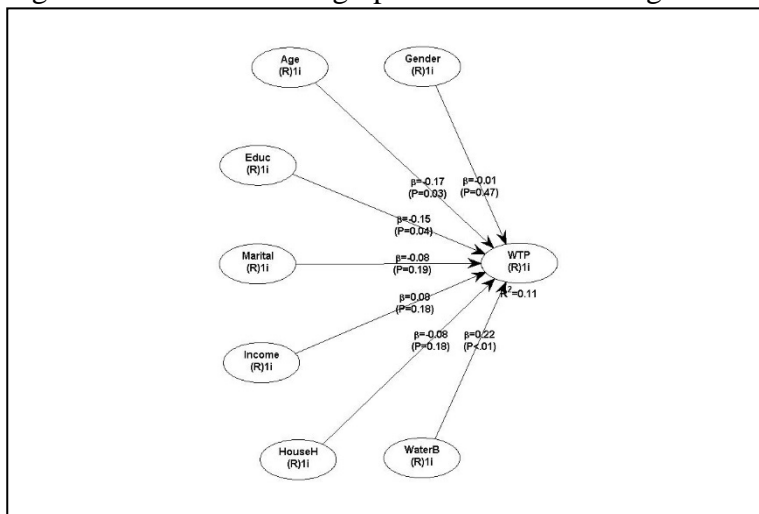 Age
(R)1i
Gender
(R)1i
Educ
(R)1i
β=-0.17
(P=0.03)
β=-0.01
(P=0.47)
β=-0.15
(P=0.04)
Marital
(R)1i
β=-0.08
(P=0.19)
WTP
(R)1i
R²=0.11
β=0.08
(P=0.18)
Income
(R)1i
β=-0.08
(P=0.18)
β=0.22
(P<.01)
HouseH
(R)1i
WaterB
(R)1i